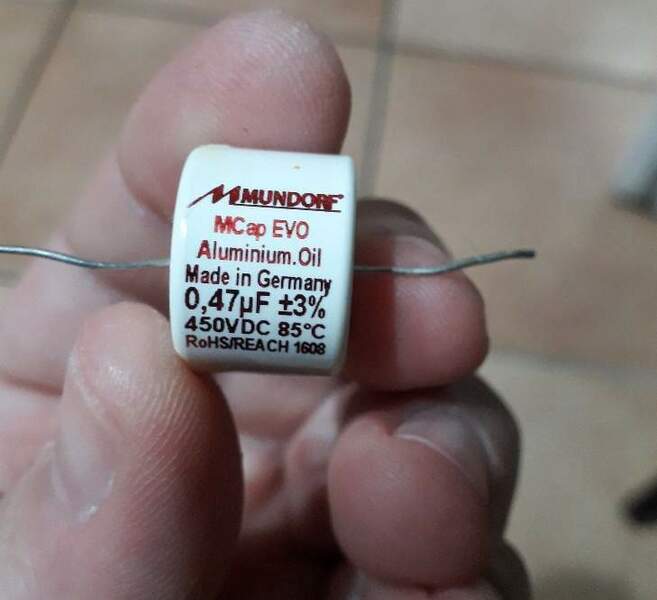 MUNDORF
MCap EVO
Aluminium.Oil
Made in Germany
0,47µF ±3%
450VDC 85°C
RoHS/REACH 1608